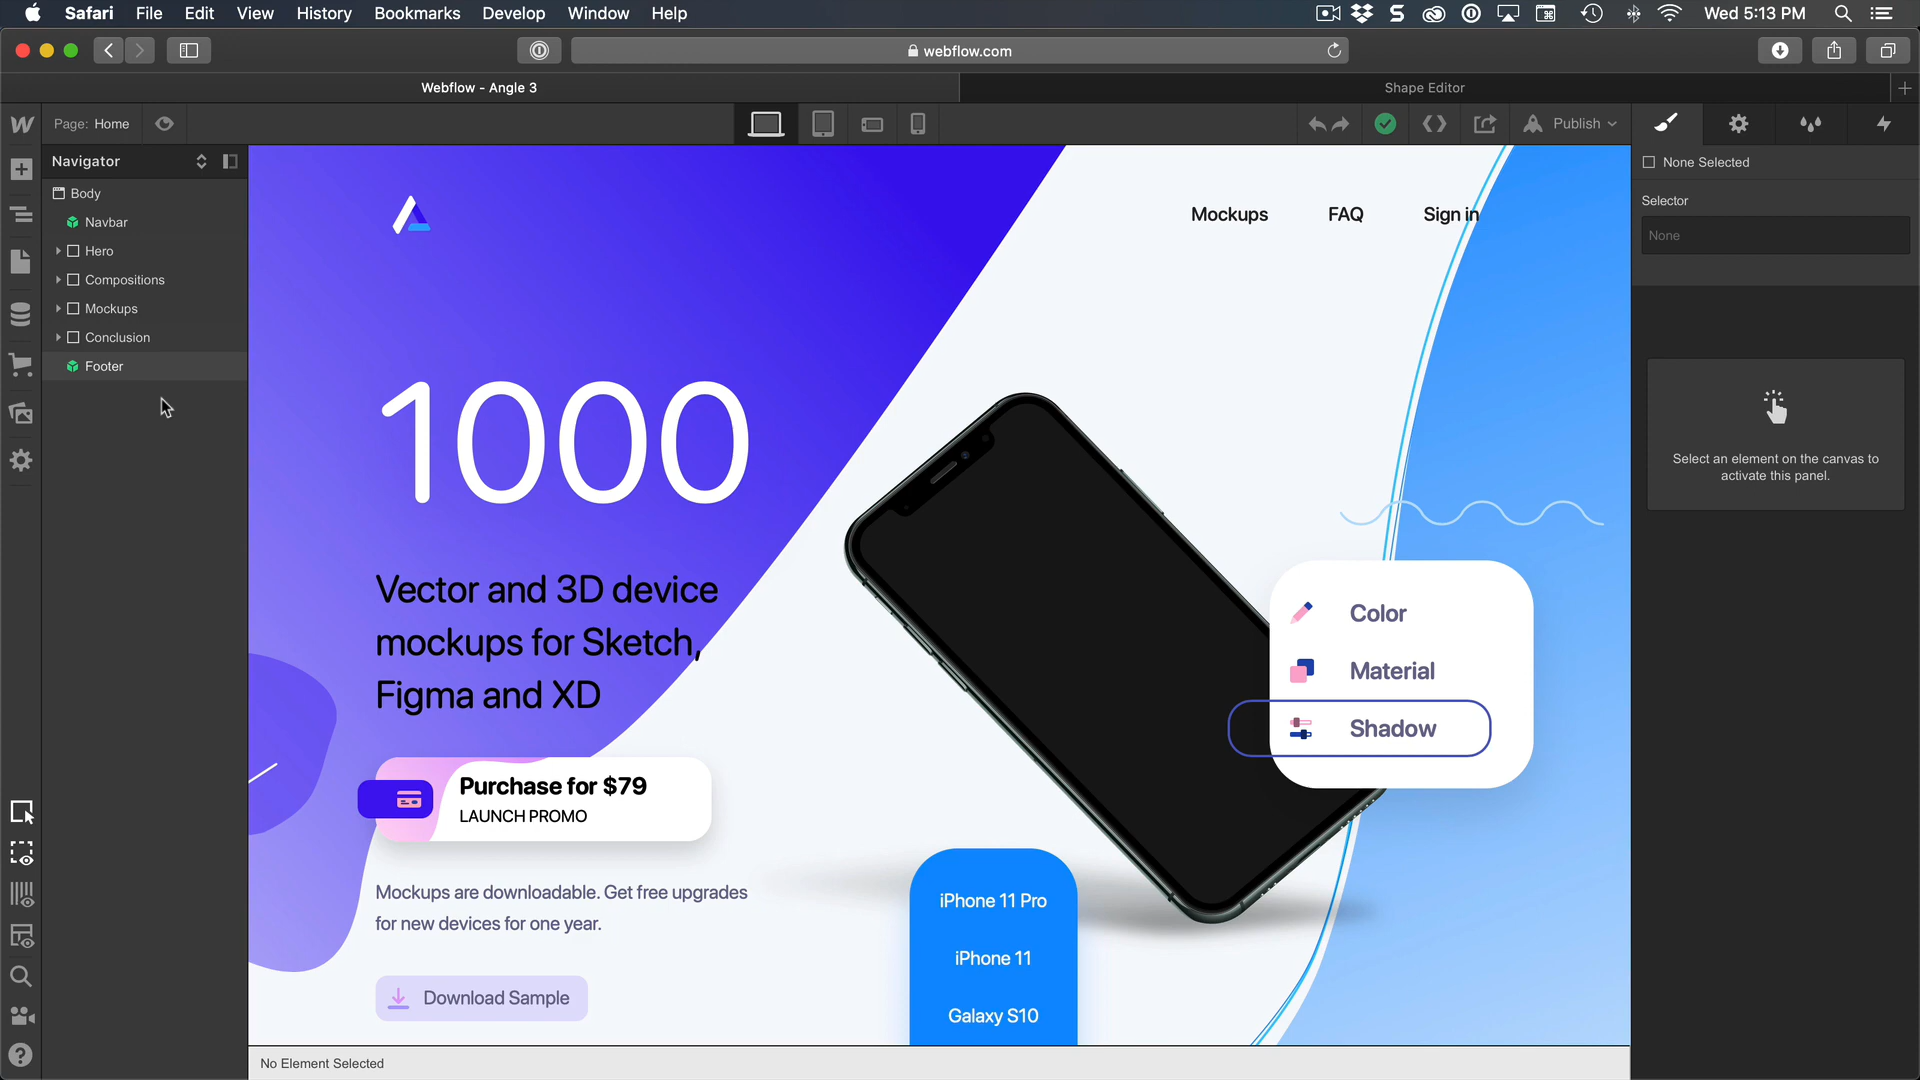 Safari File Edit View History Bookmarks Develop Window Help
Wed 5:13 PM
webflow.com
Webflow - Angle 3
Shape Editor
Page: Home
Publish
Navigator
Body
Navbar
Hero
Compositions
Mockups
Conclusion
Footer
Mockups FAQ Sign in
1000
Vector and 3D device
mockups for Sketch,
Figma and XD
Purchase for $79
LAUNCH PROMO
Mockups are downloadable. Get free upgrades
for new devices for one year.
Download Sample
Color
Material
Shadow
iPhone 11 Pro
iPhone 11
Galaxy S10
No Element Selected
None Selected
Selector
None
Select an element on the canvas to
activate this panel.